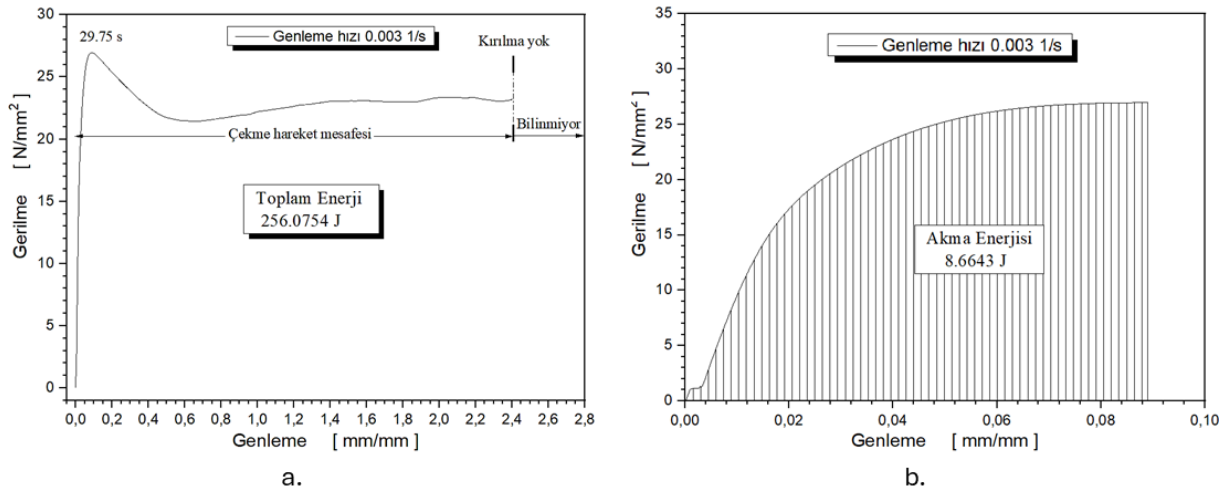 30
25
20
15
10
5
0
Gerilme [ N/mm² ]
29.75 s
Genleme hızı 0.003 1/s
Kırılma yok
Çekme hareket mesafesi
Bilinmiyor
Toplam Enerji
256.0754 J
0,0 0,2 0,4 0,6 0,8 1,0 1,2 1,4 1,6 1,8 2,0 2,2 2,4 2,6 2,8
Genleme [ mm/mm ]
a.
35
30
25
20
15
10
5
0
Gerilme [ N/mm² ]
Genleme hızı 0.003 1/s
Akma Enerjisi
8.6643 J
0,00 0,02 0,04 0,06 0,08 0,10
Genleme [ mm/mm ]
b.